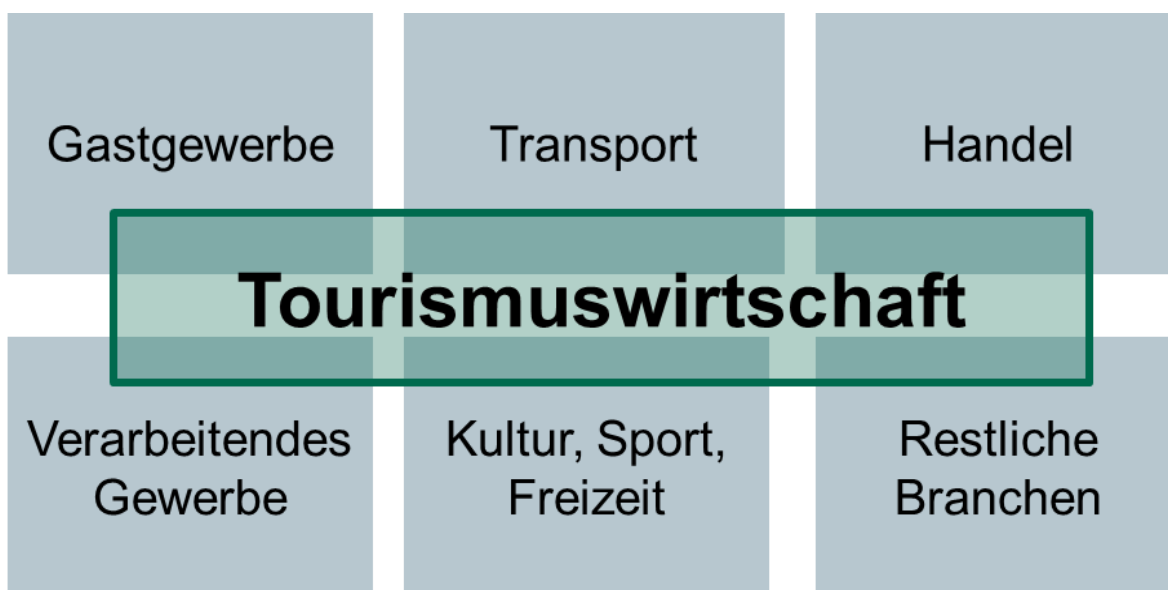 Gastgewerbe
Transport
Handel
Tourismuswirtschaft
Verarbeitendes
Gewerbe
Kultur, Sport,
Freizeit
Restliche
Branchen